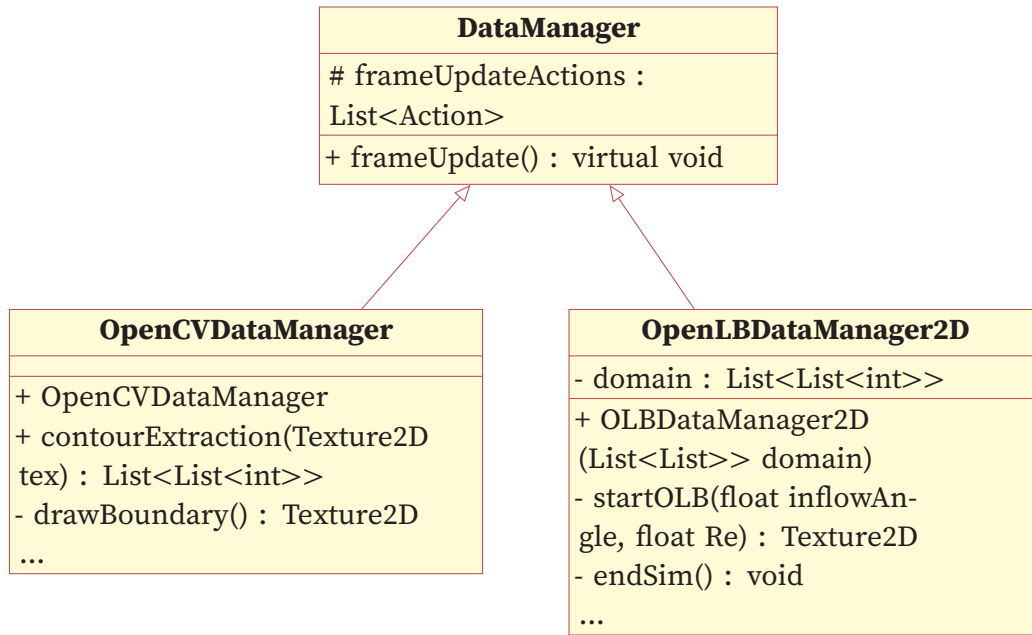 DataManager
# frameUpdateActions :
List<Action>
+ frameUpdate() : virtual void
OpenCVDataManager
+ OpenCVDataManager
+ contourExtraction(Texture2D
tex) : List<List<int>>
- drawBoundary() : Texture2D
...
OpenLBDataManager2D
- domain : List<List<int>>
+ OLBDataManager2D
(List<List>> domain)
- startOLB(float inflowAn-
gle, float Re) : Texture2D
- endSim() : void
...